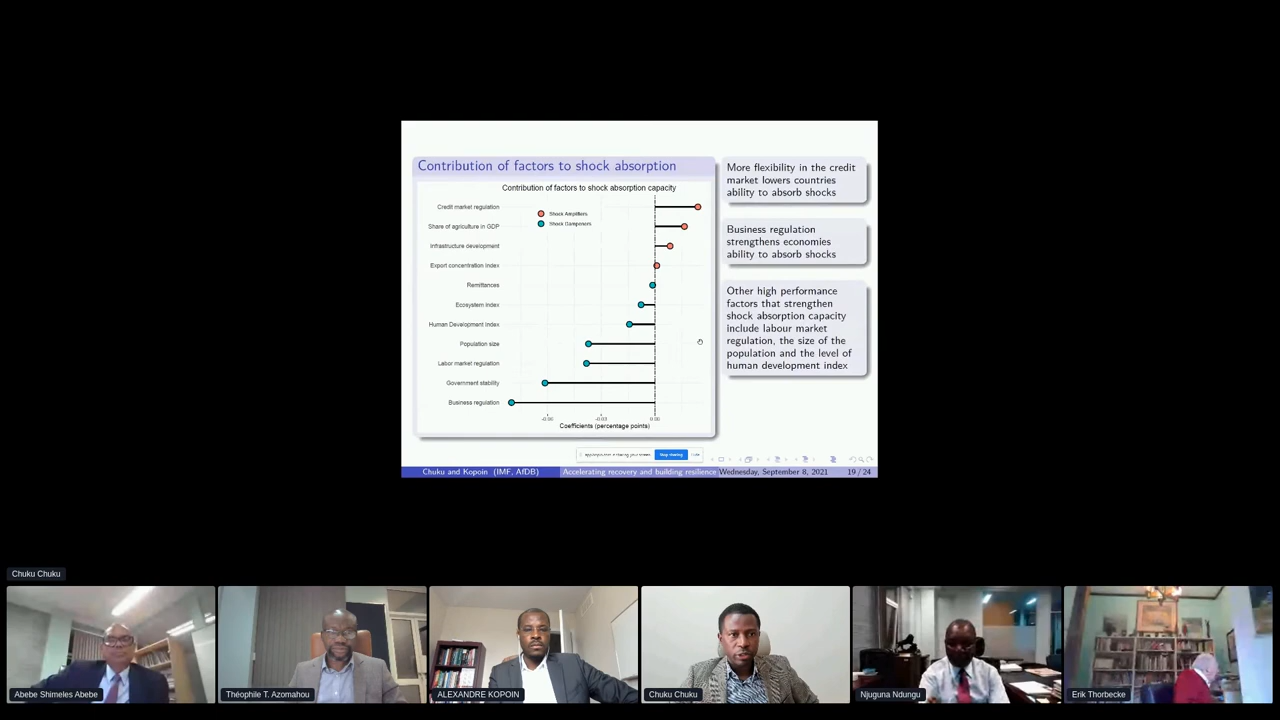 Contribution of factors to shock absorption
Contribution of factors to shock absorption capacity
Credit market regulation
Share of agriculture in GDP
Infrastructure development
Export concentration index
Remittances
Ecosystem index
Human Development index
Population size
Labor market regulation
Government stability
Business regulation
Shock Amplifiers
Shock Dampeners
0.00
Coefficients (percentage points)
More flexibility in the credit
market lowers countries
ability to absorb shocks
Business regulation
strengthens economies
ability to absorb shocks
Other high performance
factors that strengthen
shock absorption capacity
include labour market
regulation, the size of the
population and the level of
human development index
Stop sharing
Hide
Chuku and Kopoin (IMF, AfDB)
Accelerating recovery and building resilience
Wednesday, September 8, 2021
19 / 24
Chuku Chuku
Abebe Shimeles Abebe
Théophile T. Azomahou
ALEXANDRE KOPOIN
Chuku Chuku
Njuguna Ndungu
Erik Thorbecke